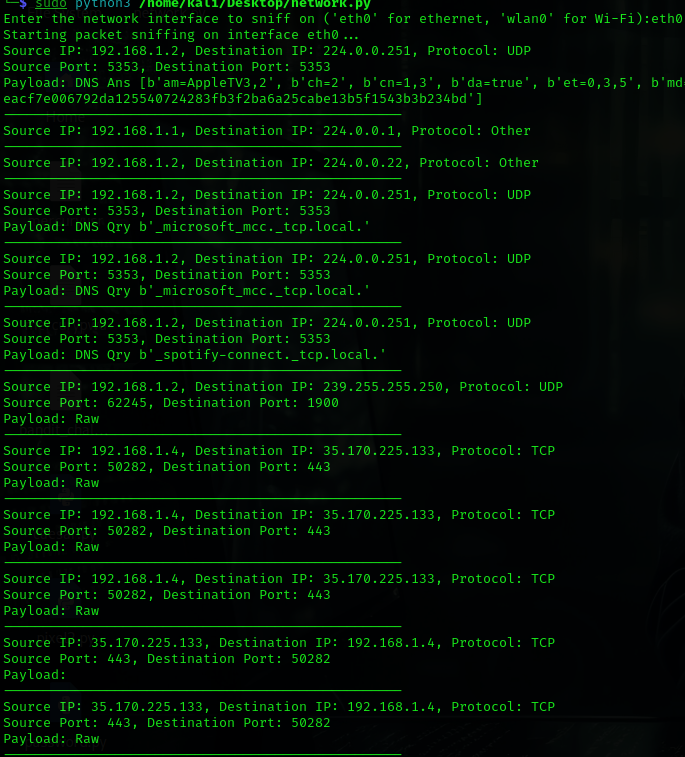 $ sudo python3 /home/kali/Desktop/network.py
Enter the network interface to sniff on ('eth0' for ethernet, 'wlan0' for Wi-Fi):eth0
Starting packet sniffing on interface eth0...
Source IP: 192.168.1.2, Destination IP: 224.0.0.251, Protocol: UDP
Source Port: 5353, Destination Port: 5353
Payload: DNS Ans [b'am=AppleTV3,2', b'ch=2', b'cn=1,3', b'da=true', b'et=0,3,5', b'md=
eacf7e006792da125540724283fb3f2ba6a25cabe13b5f1543b3b234bd']
Source IP: 192.168.1.1, Destination IP: 224.0.0.1, Protocol: Other
Source IP: 192.168.1.2, Destination IP: 224.0.0.22, Protocol: Other
Source IP: 192.168.1.2, Destination IP: 224.0.0.251, Protocol: UDP
Source Port: 5353, Destination Port: 5353
Payload: DNS Qry b'_microsoft_mcc._tcp.local.'
Source IP: 192.168.1.2, Destination IP: 224.0.0.251, Protocol: UDP
Source Port: 5353, Destination Port: 5353
Payload: DNS Qry b'_microsoft_mcc._tcp.local.'
Source IP: 192.168.1.2, Destination IP: 224.0.0.251, Protocol: UDP
Source Port: 5353, Destination Port: 5353
Payload: DNS Qry b'_spotify-connect._tcp.local.'
Source IP: 192.168.1.2, Destination IP: 239.255.255.250, Protocol: UDP
Source Port: 62245, Destination Port: 1900
Payload: Raw
Source IP: 192.168.1.4, Destination IP: 35.170.225.133, Protocol: TCP
Source Port: 50282, Destination Port: 443
Payload: Raw
Source IP: 192.168.1.4, Destination IP: 35.170.225.133, Protocol: TCP
Source Port: 50282, Destination Port: 443
Payload: Raw
Source IP: 192.168.1.4, Destination IP: 35.170.225.133, Protocol: TCP
Source Port: 50282, Destination Port: 443
Payload: Raw
Source IP: 35.170.225.133, Destination IP: 192.168.1.4, Protocol: TCP
Source Port: 443, Destination Port: 50282
Payload:
Source IP: 35.170.225.133, Destination IP: 192.168.1.4, Protocol: TCP
Source Port: 443, Destination Port: 50282
Payload: Raw